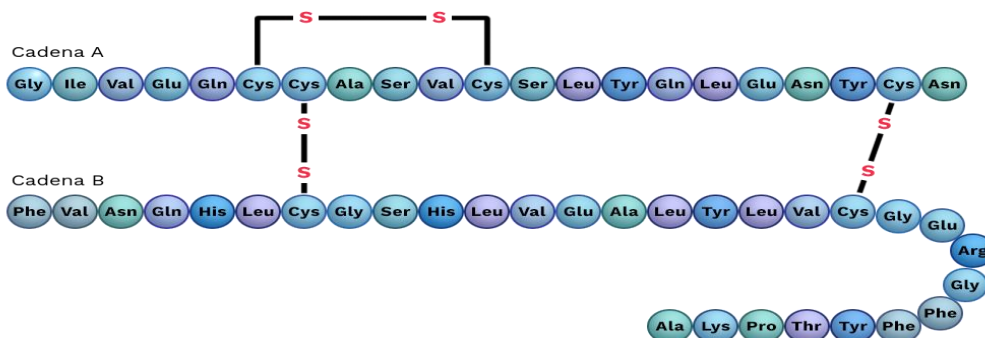 S S
Cadena A
Gly Ile Val Glu Gln Cys Cys Ala Ser Val Cys Ser Leu Tyr Gln Leu Glu Asn Tyr Cys Asn
S S
S S
Cadena B
Phe Val Asn Gln His Leu Cys Gly Ser His Leu Val Glu Ala Leu Tyr Leu Val Cys Gly Glu
Arg
Gly
Ala Lys Pro Thr Tyr Phe Phe